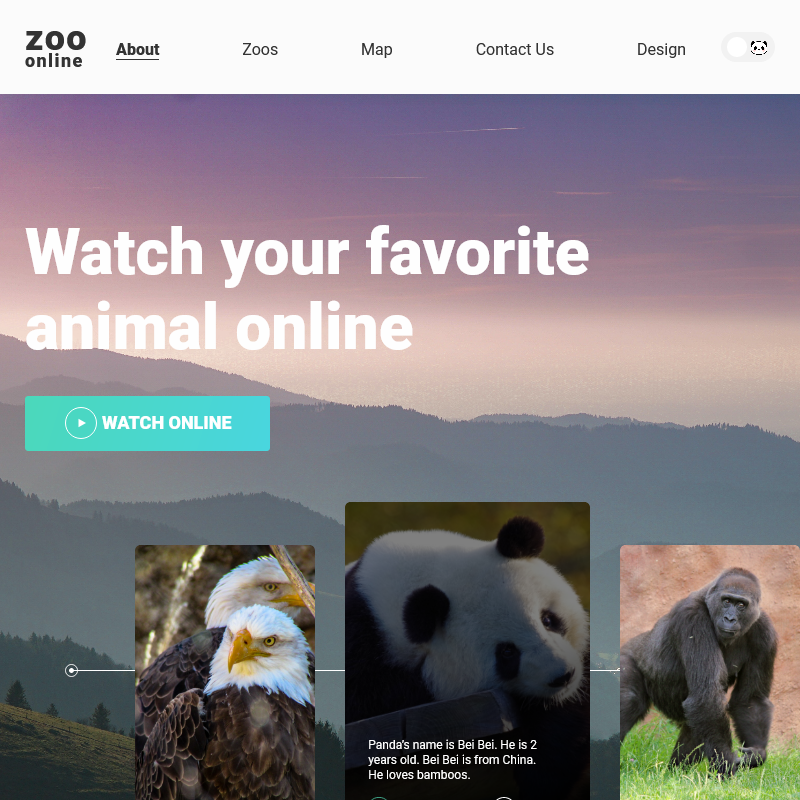 ZOO
online
About
Zoos
Map
Contact Us
Design
Watch your favorite
animal online
WATCH ONLINE
Panda's name is Bei Bei. He is 2
years old. Bei Bei is from China.
He loves bamboos.